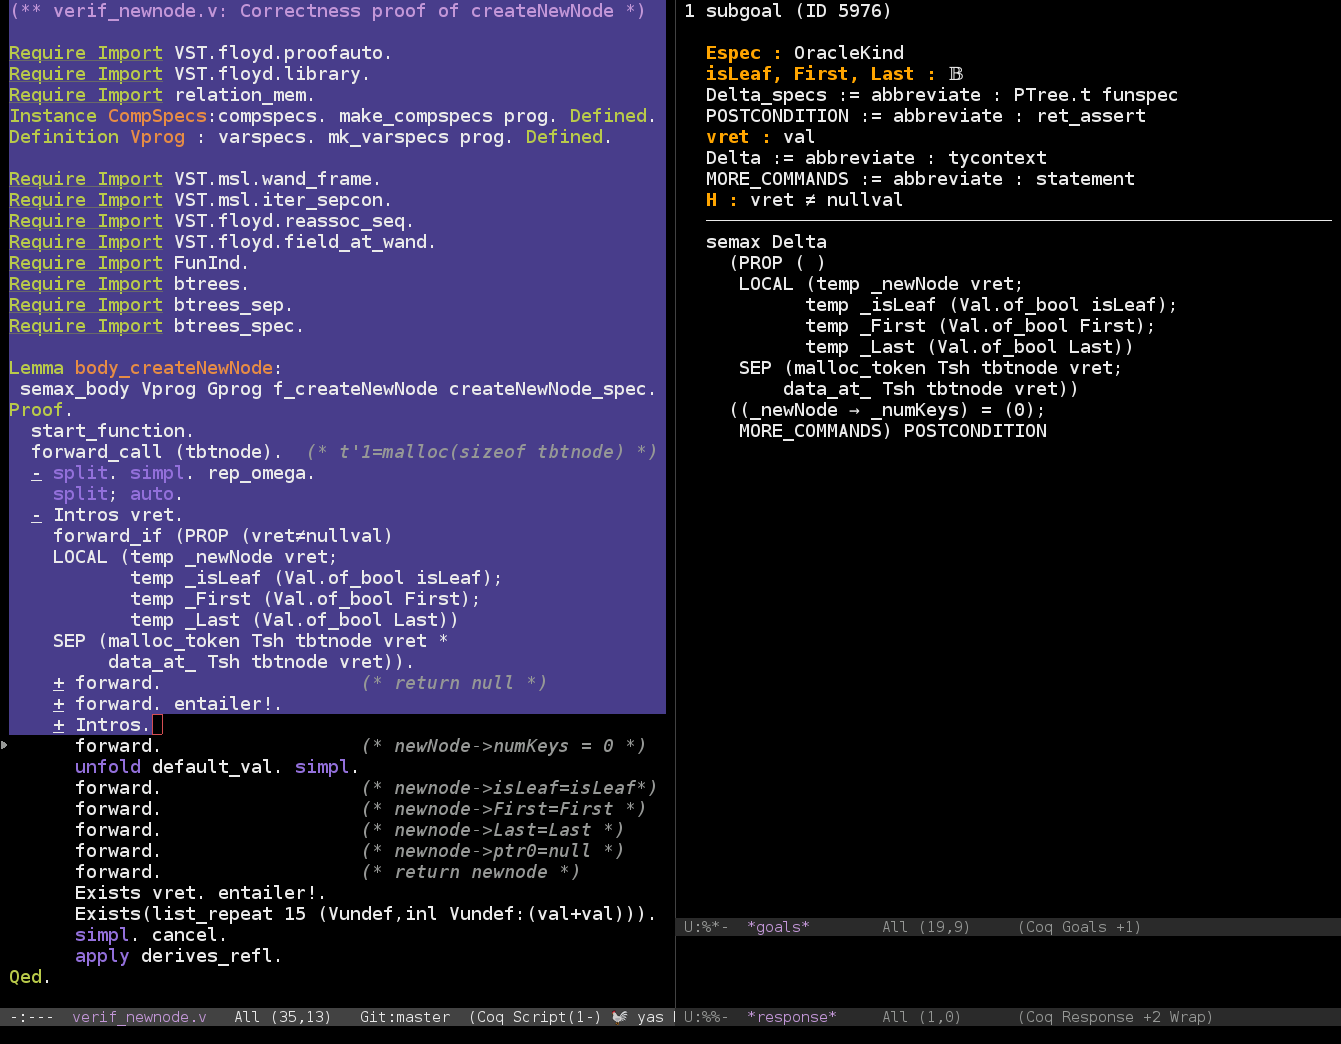 (** verif_newnode.v: Correctness proof of createNewNode *)

Require Import VST.floyd.proofauto.
Require Import VST.floyd.library.
Require Import relation_mem.
Instance CompSpecs:compspecs. make_compspecs prog. Defined.
Definition Vprog : varspecs. mk_varspecs prog. Defined.

Require Import VST.msl.wand_frame.
Require Import VST.msl.iter_sepcon.
Require Import VST.floyd.reassoc_seq.
Require Import VST.floyd.field_at_wand.
Require Import FunInd.
Require Import btrees.
Require Import btrees_sep.
Require Import btrees_spec.

Lemma body_createNewNode:
 semax_body Vprog Gprog f_createNewNode createNewNode_spec.
Proof.
  start_function.
  forward_call (tbtnode).  (* t'1=malloc(sizeof tbtnode) *)
  - split. simpl. rep_omega.
    split; auto.
  - Intros vret.
    forward_if (PROP (vret≠nullval)
    LOCAL (temp _newNode vret;
           temp _isLeaf (Val.of_bool isLeaf);
           temp _First (Val.of_bool First);
           temp _Last (Val.of_bool Last))
    SEP (malloc_token Tsh tbtnode vret *
         data_at_ Tsh tbtnode vret)).
    + forward.                  (* return null *)
    + forward. entailer!.
    + Intros.
      forward.                  (* newNode->numKeys = 0 *)
      unfold default_val. simpl.
      forward.                  (* newnode->isLeaf=isLeaf*)
      forward.                  (* newnode->First=First *)
      forward.                  (* newnode->Last=Last *)
      forward.                  (* newnode->ptr0=null *)
      forward.                  (* return newnode *)
      Exists vret. entailer!.
      Exists(list_repeat 15 (Vundef,inl Vundef:(val+val))).
      simpl. cancel.
      apply derives_refl.
Qed.
-:---  verif_newnode.v   All (35,13)   Git:master  (Coq Script(1-) yas
1 subgoal (ID 5976)

  Espec : OracleKind
  isLeaf, First, Last : 𝔹
  Delta_specs := abbreviate : PTree.t funspec
  POSTCONDITION := abbreviate : ret_assert
  vret : val
  Delta := abbreviate : tycontext
  MORE_COMMANDS := abbreviate : statement
  H : vret ≠ nullval
  semax Delta
    (PROP ( )
     LOCAL (temp _newNode vret;
           temp _isLeaf (Val.of_bool isLeaf);
           temp _First (Val.of_bool First);
           temp _Last (Val.of_bool Last))
     SEP (malloc_token Tsh tbtnode vret;
         data_at_ Tsh tbtnode vret))
    ((_newNode → _numKeys) = (0);
     MORE_COMMANDS) POSTCONDITION
U:%*-  *goals*       All (19,9)     (Coq Goals +1)
U:%%-  *response*    All (1,0)      (Coq Response +2 Wrap)